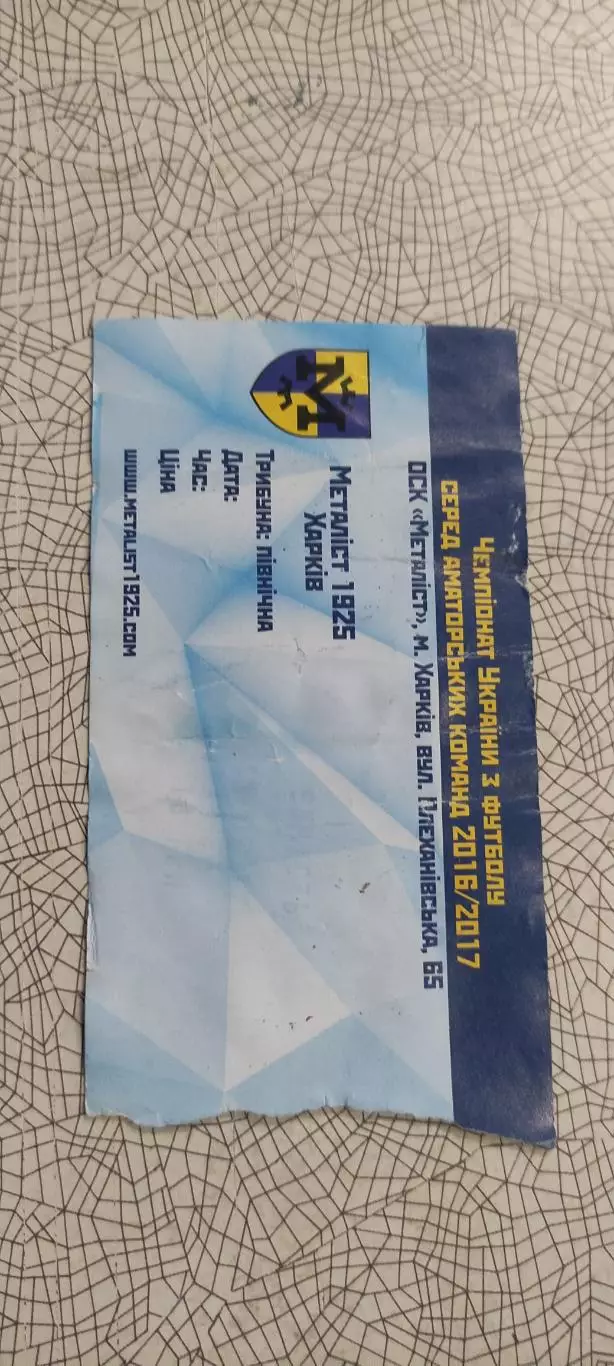 Чемпіонат України з футболу
серед аматорських команд 2016/2017
ОСК «Металіст», м. Харків, вул. Плеханівська, 65
М
Металіст 1925
Харків
Трибуна: північна
Дата:
Час:
Ціна
www.metalist1925.com